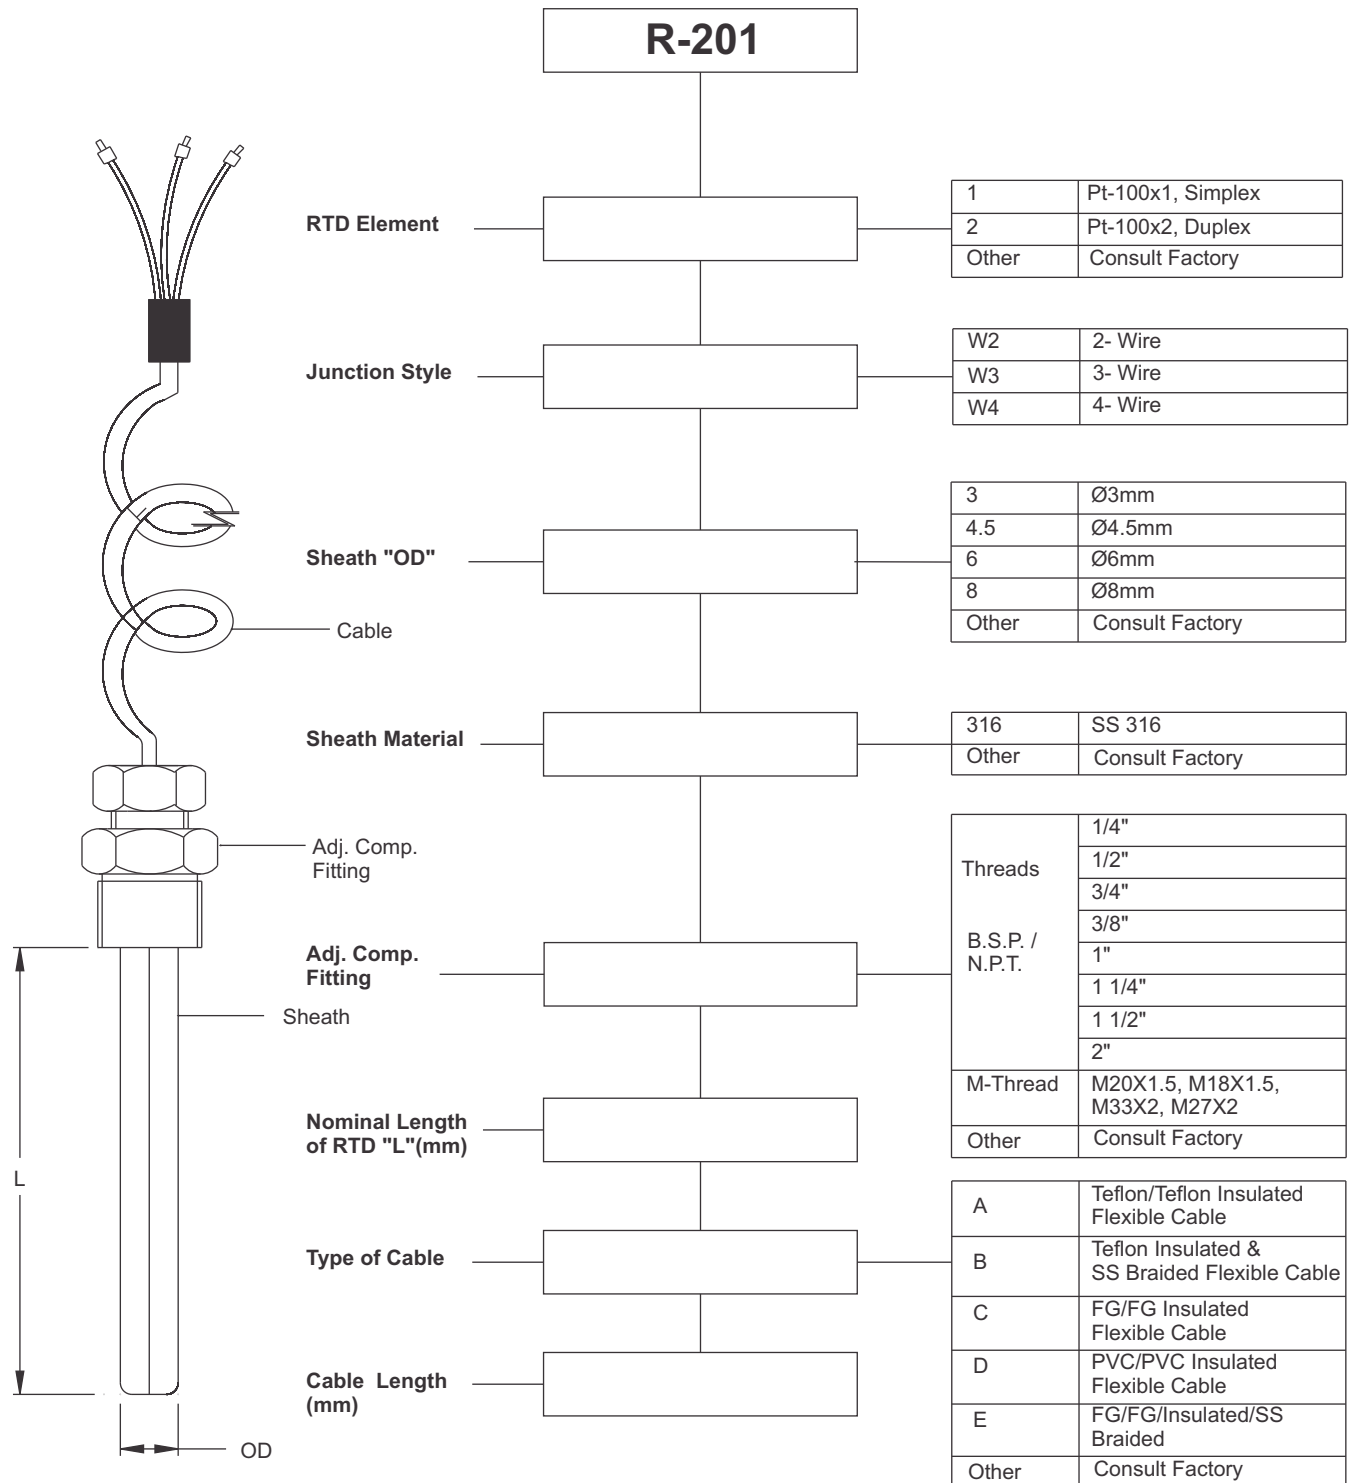 R-201
RTD Element
1 Pt-100x1, Simplex
2 Pt-100x2, Duplex
Other Consult Factory
Junction Style
W2 2- Wire
W3 3- Wire
W4 4- Wire
Sheath "OD"
3 Ø3mm
4.5 Ø4.5mm
6 Ø6mm
8 Ø8mm
Other Consult Factory
Cable
Sheath Material
316 SS 316
Other Consult Factory
Adj. Comp.
Fitting
Adj. Comp.
Fitting
Threads
B.S.P. /
N.P.T.
1/4"
1/2"
3/4"
3/8"
1"
1 1/4"
1 1/2"
2"
M-Thread M20X1.5, M18X1.5,
M33X2, M27X2
Other Consult Factory
Sheath
Nominal Length
of RTD "L"(mm)
L
Type of Cable
A Teflon/Teflon Insulated
Flexible Cable
B Teflon Insulated &
SS Braided Flexible Cable
C FG/FG Insulated
Flexible Cable
D PVC/PVC Insulated
Flexible Cable
E FG/FG/Insulated/SS
Braided
Other Consult Factory
Cable Length
(mm)
OD